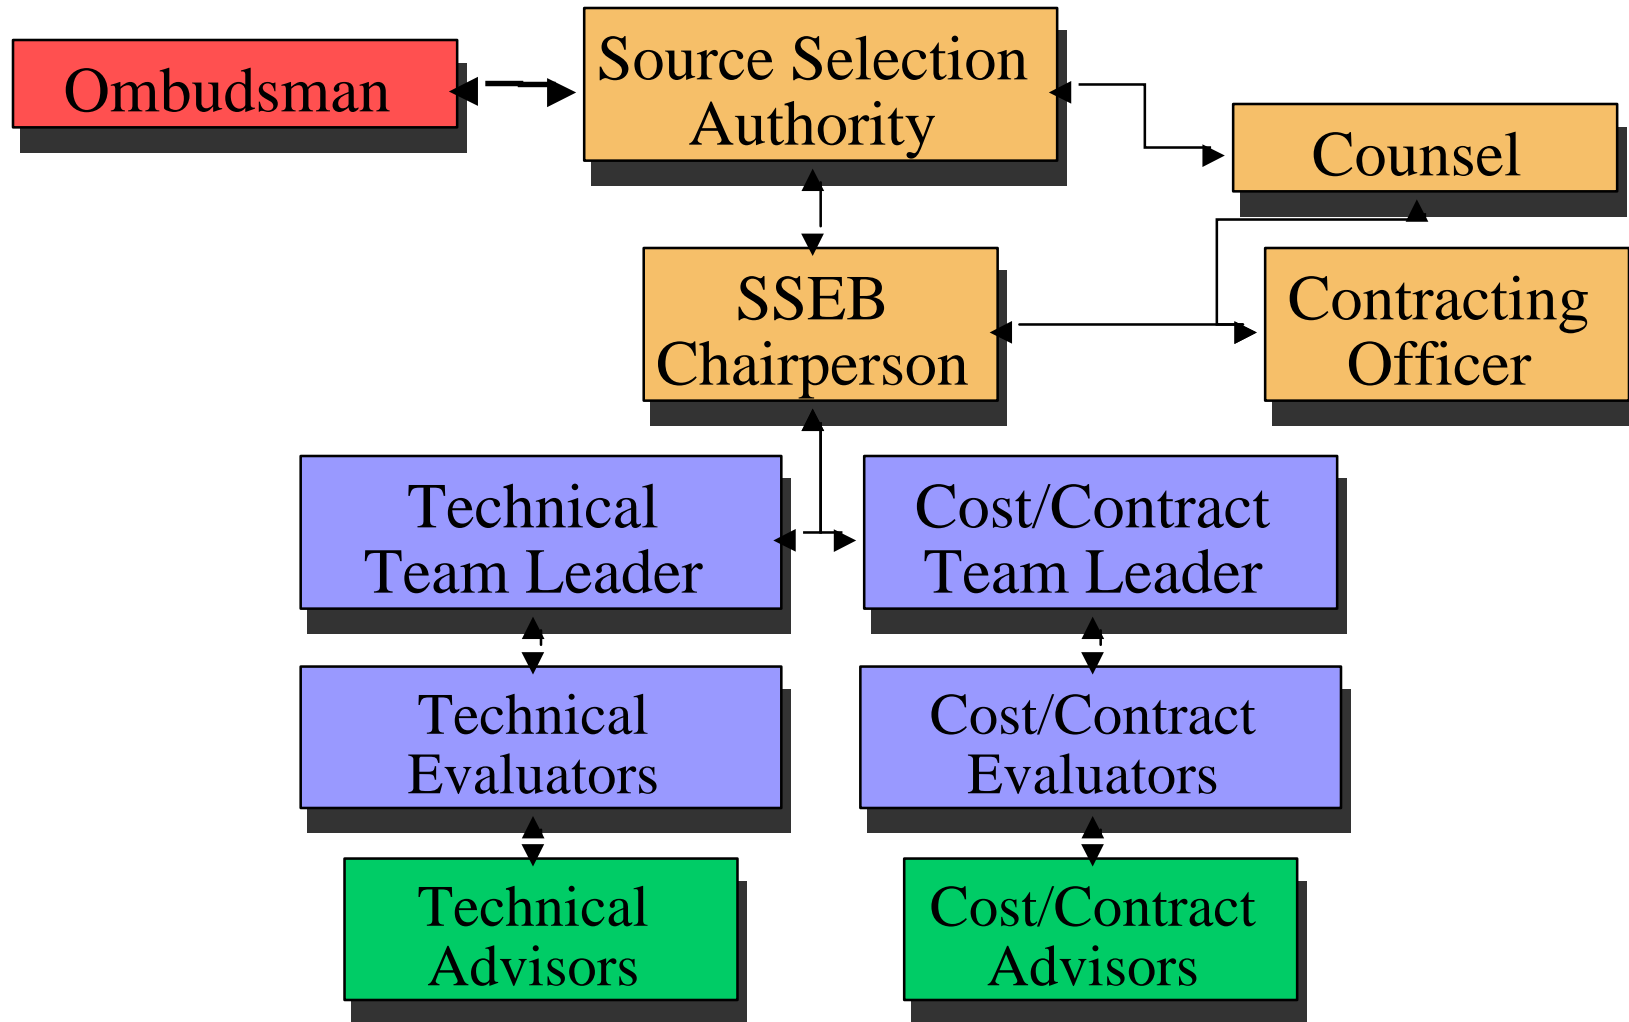 Ombudsman
Source Selection
Authority
Counsel
SSEB
Chairperson
Contracting
Officer
Technical
Team Leader
Cost/Contract
Team Leader
Technical
Evaluators
Cost/Contract
Evaluators
Technical
Advisors
Cost/Contract
Advisors